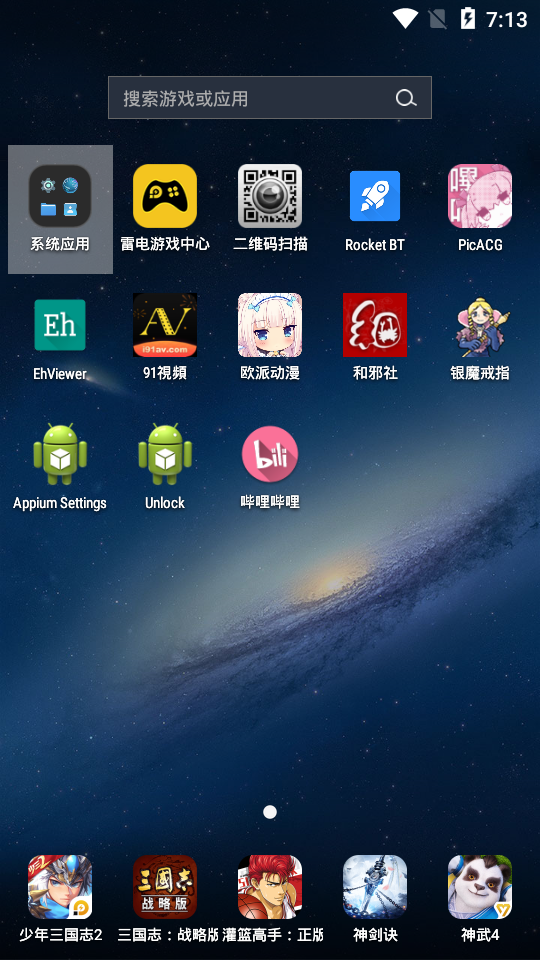 7:13
搜索游戏或应用
系统应用
雷电游戏中心
二维码扫描
Rocket BT
PicACG
嗶
Eh
AV
i91av.com
bili
EhViewer
91視頻
欧派动漫
和邪社
银魔戒指
Appium Settings
Unlock
哔哩哔哩
三國志
战略版
少年三国志2
三国志：战略版
灌篮高手：正版
神剑诀
神武4